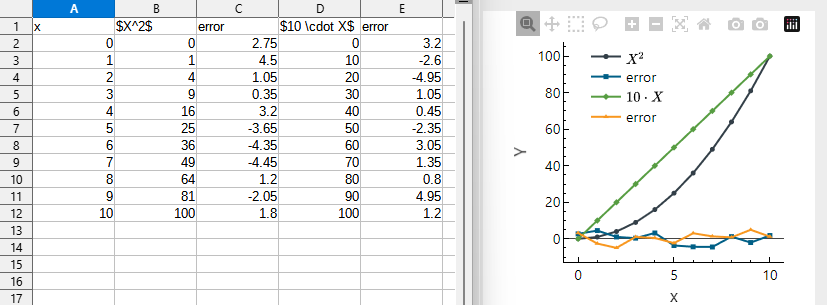 A B C D E
1 x $X^2$ error $10 \cdot X$ error
2 0 0 2.75 0 3.2
3 1 1 4.5 10 -2.6
4 2 4 1.05 20 -4.95
5 3 9 0.35 30 1.05
6 4 16 3.2 40 0.45
7 5 25 -3.65 50 -2.35
8 6 36 -4.35 60 3.05
9 7 49 -4.45 70 1.35
10 8 64 1.2 80 0.8
11 9 81 -2.05 90 4.95
12 10 100 1.8 100 1.2
13
14
15
16
17
X²
error
10 · X
error
100
80
60
40
20
0
Y
0 5 10
X